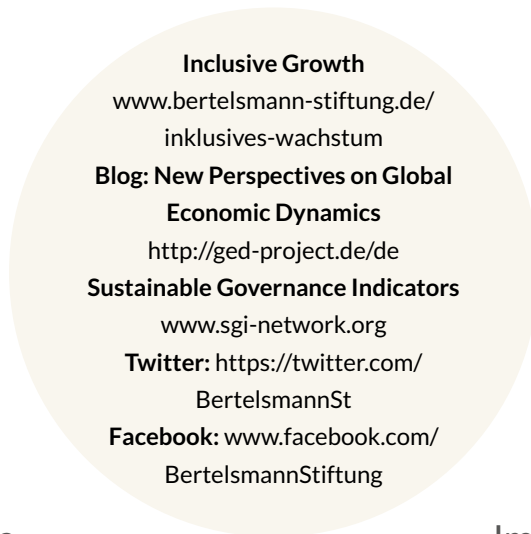 Inclusive Growth
www.bertelsmann-stiftung.de/
inklusives-wachstum
Blog: New Perspectives on Global
Economic Dynamics
http://ged-project.de/de
Sustainable Governance Indicators
www.sgi-network.org
Twitter: https://twitter.com/
BertelsmannSt
Facebook: www.facebook.com/
BertelsmannStiftung